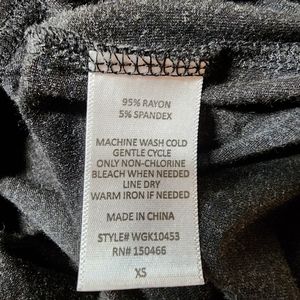 95% RAYON
5% SPANDEX
MACHINE WASH COLD
GENTLE CYCLE
ONLY NON-CHLORINE
BLEACH WHEN NEEDED
LINE DRY
WARM IRON IF NEEDED
MADE IN CHINA
STYLE# WGK10453
RN# 150466
XS